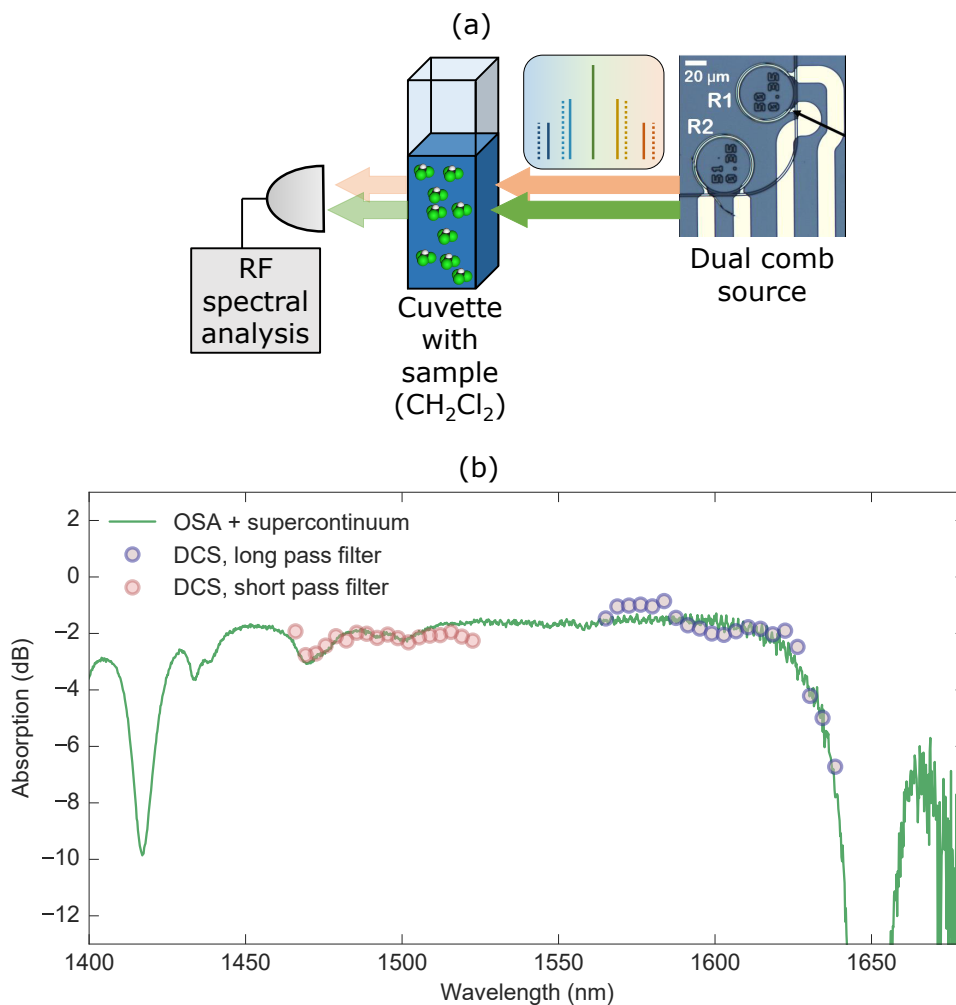 (a)
20 µm
R1
R2
RF
spectral
analysis
Cuvette
with
sample
(CH₂Cl₂)
Dual comb
source
(b)
OSA + supercontinuum
DCS, long pass filter
DCS, short pass filter
Absorption (dB)
2
0
−2
−4
−6
−8
−10
−12
1400 1450 1500 1550 1600 1650
Wavelength (nm)